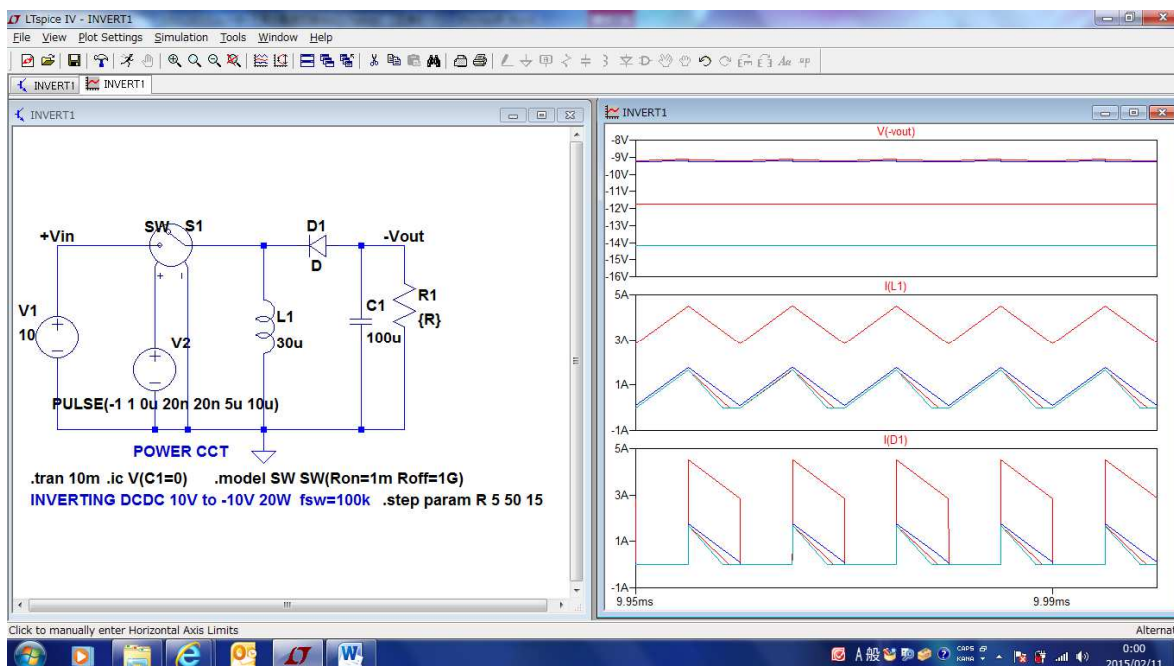 LTspice IV - INVERT1
File View Plot Settings Simulation Tools Window Help
INVERT1 INVERT1
INVERT1
+Vin
SW S1
D1
D
-Vout
V1
10
V2
L1
30u
C1
100u
R1
{R}
PULSE(-1 1 0u 20n 20n 5u 10u)
POWER CCT
.tran 10m .ic V(C1=0) .model SW SW(Ron=1m Roff=1G)
INVERTING DCDC 10V to -10V 20W fsw=100k .step param R 5 50 15
INVERT1
V(-vout)
-8V
-9V
-10V
-11V
-12V
-13V
-14V
-15V
-16V
I(L1)
5A
3A
1A
-1A
I(D1)
5A
3A
1A
-1A
9.95ms 9.99ms
Click to manually enter Horizontal Axis Limits
Alternat
A 般
CAPS
KANA
0:00